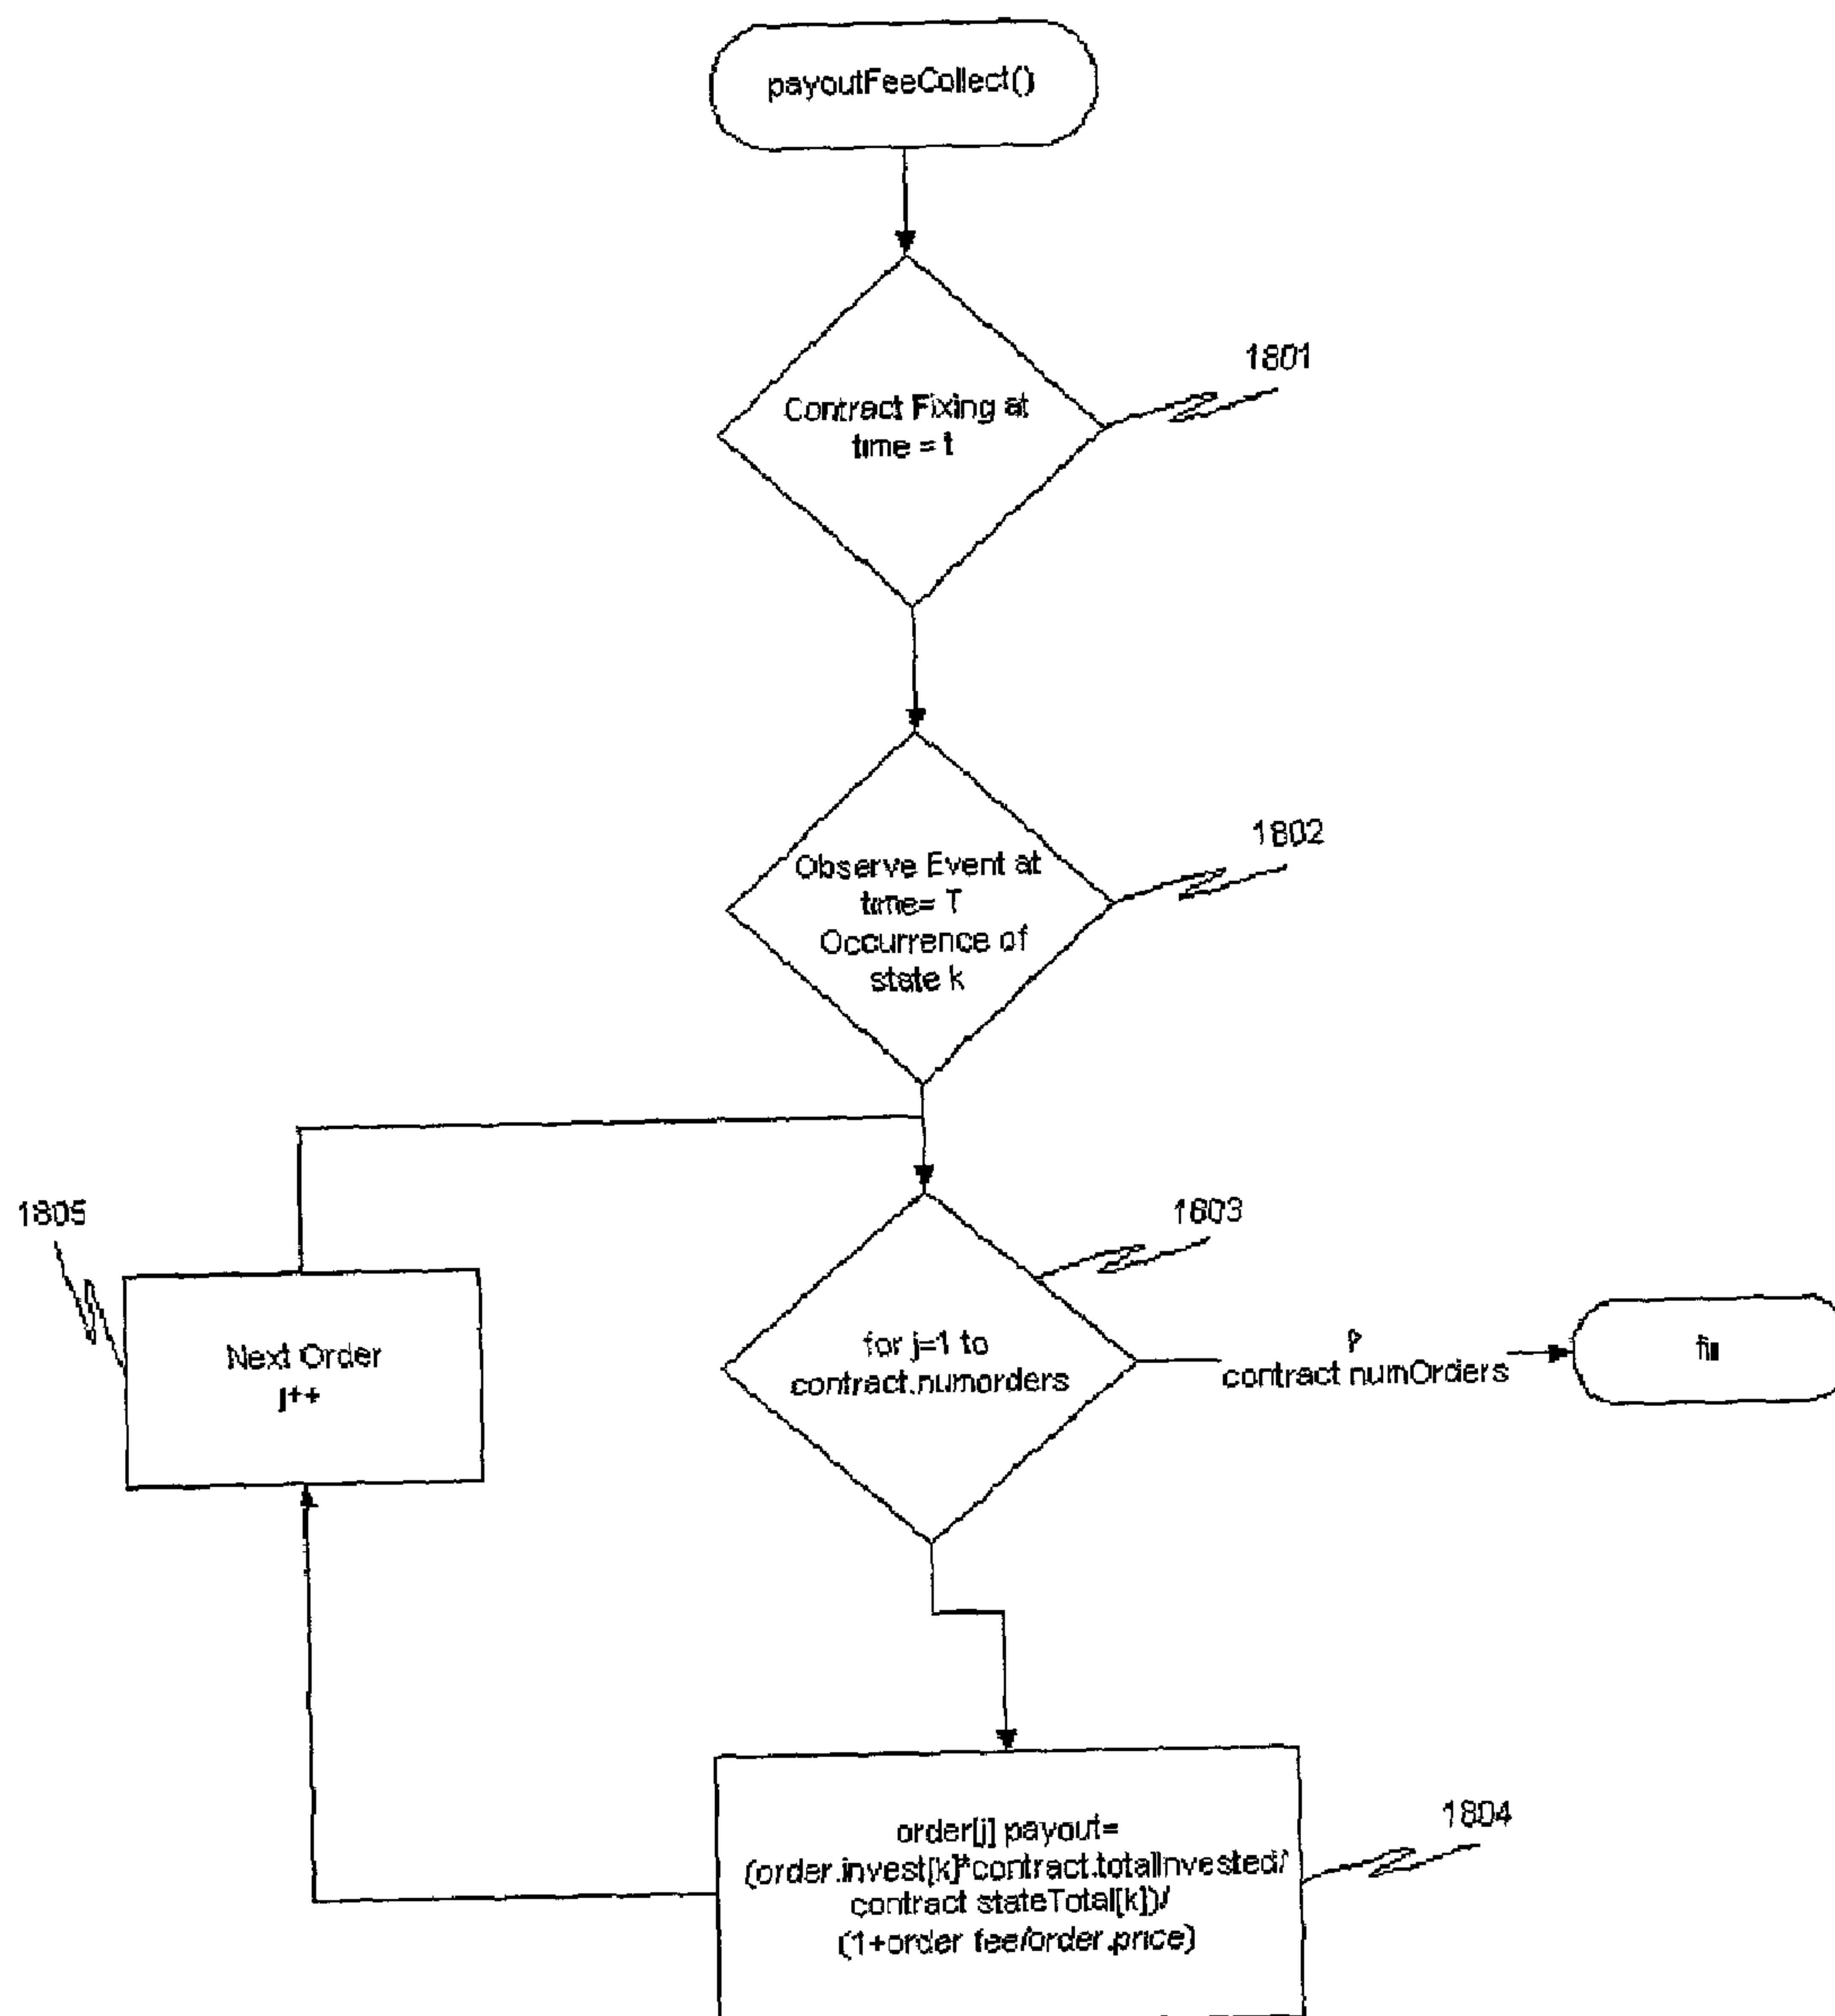 payoutFeeCollect()
Contract Fixing at
time = t
1801
Observe Event at
time= T
Occurrence of
state k
1802
1803
for j=1 to
contract.numorders
contract numOrders
1805
Next Order
j++
order[j] payout=
(order.invest[k]*contract.totalInvested/
contract stateTotal[k])/
(1+order fee/order.price)
1804